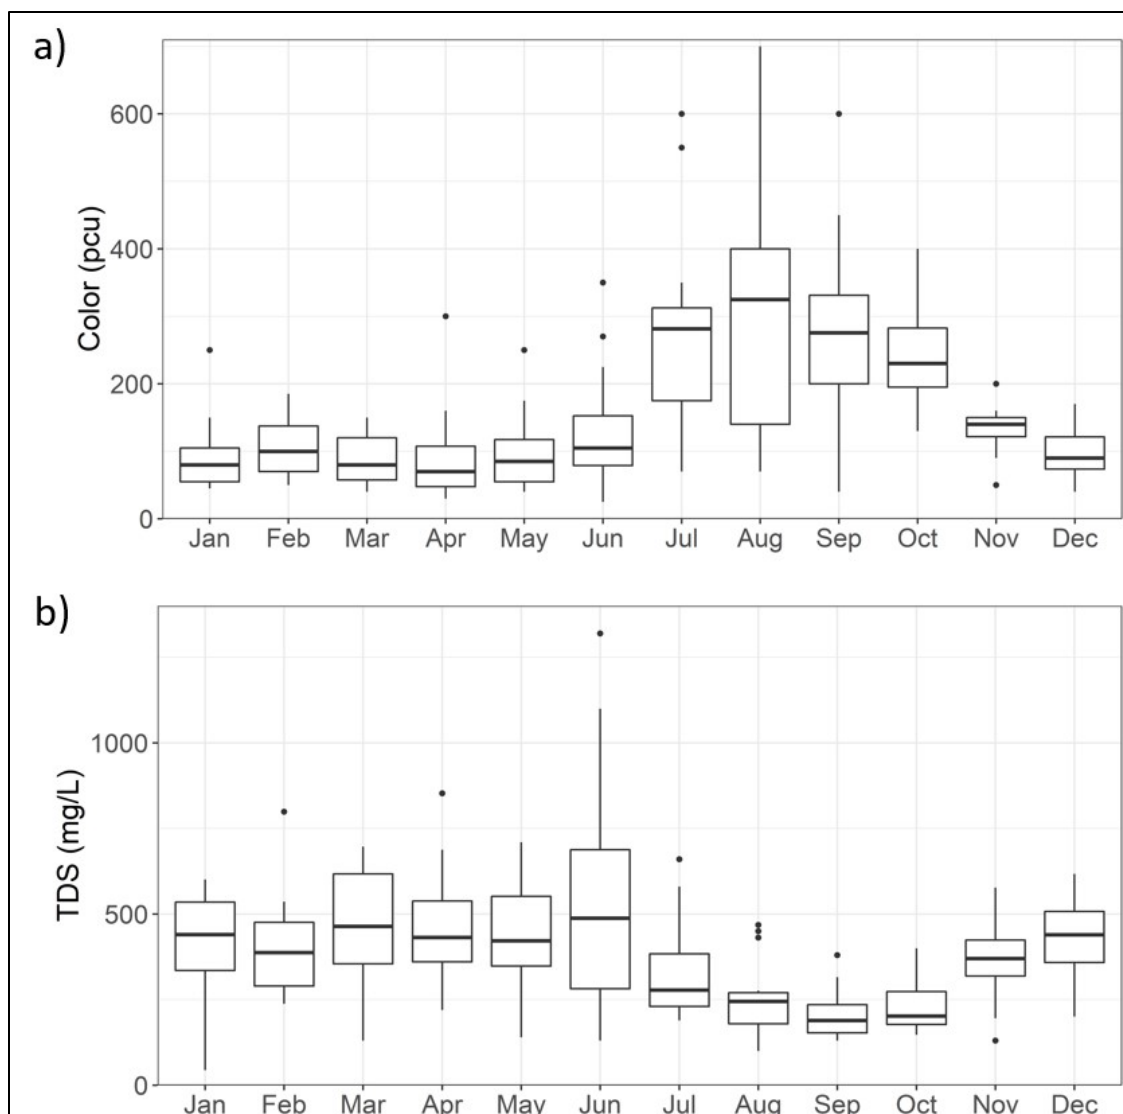 a)
Color (pcu)
600
400
200
0
Jan Feb Mar Apr May Jun Jul Aug Sep Oct Nov Dec
b)
TDS (mg/L)
1000
500
0
Jan Feb Mar Apr May Jun Jul Aug Sep Oct Nov Dec